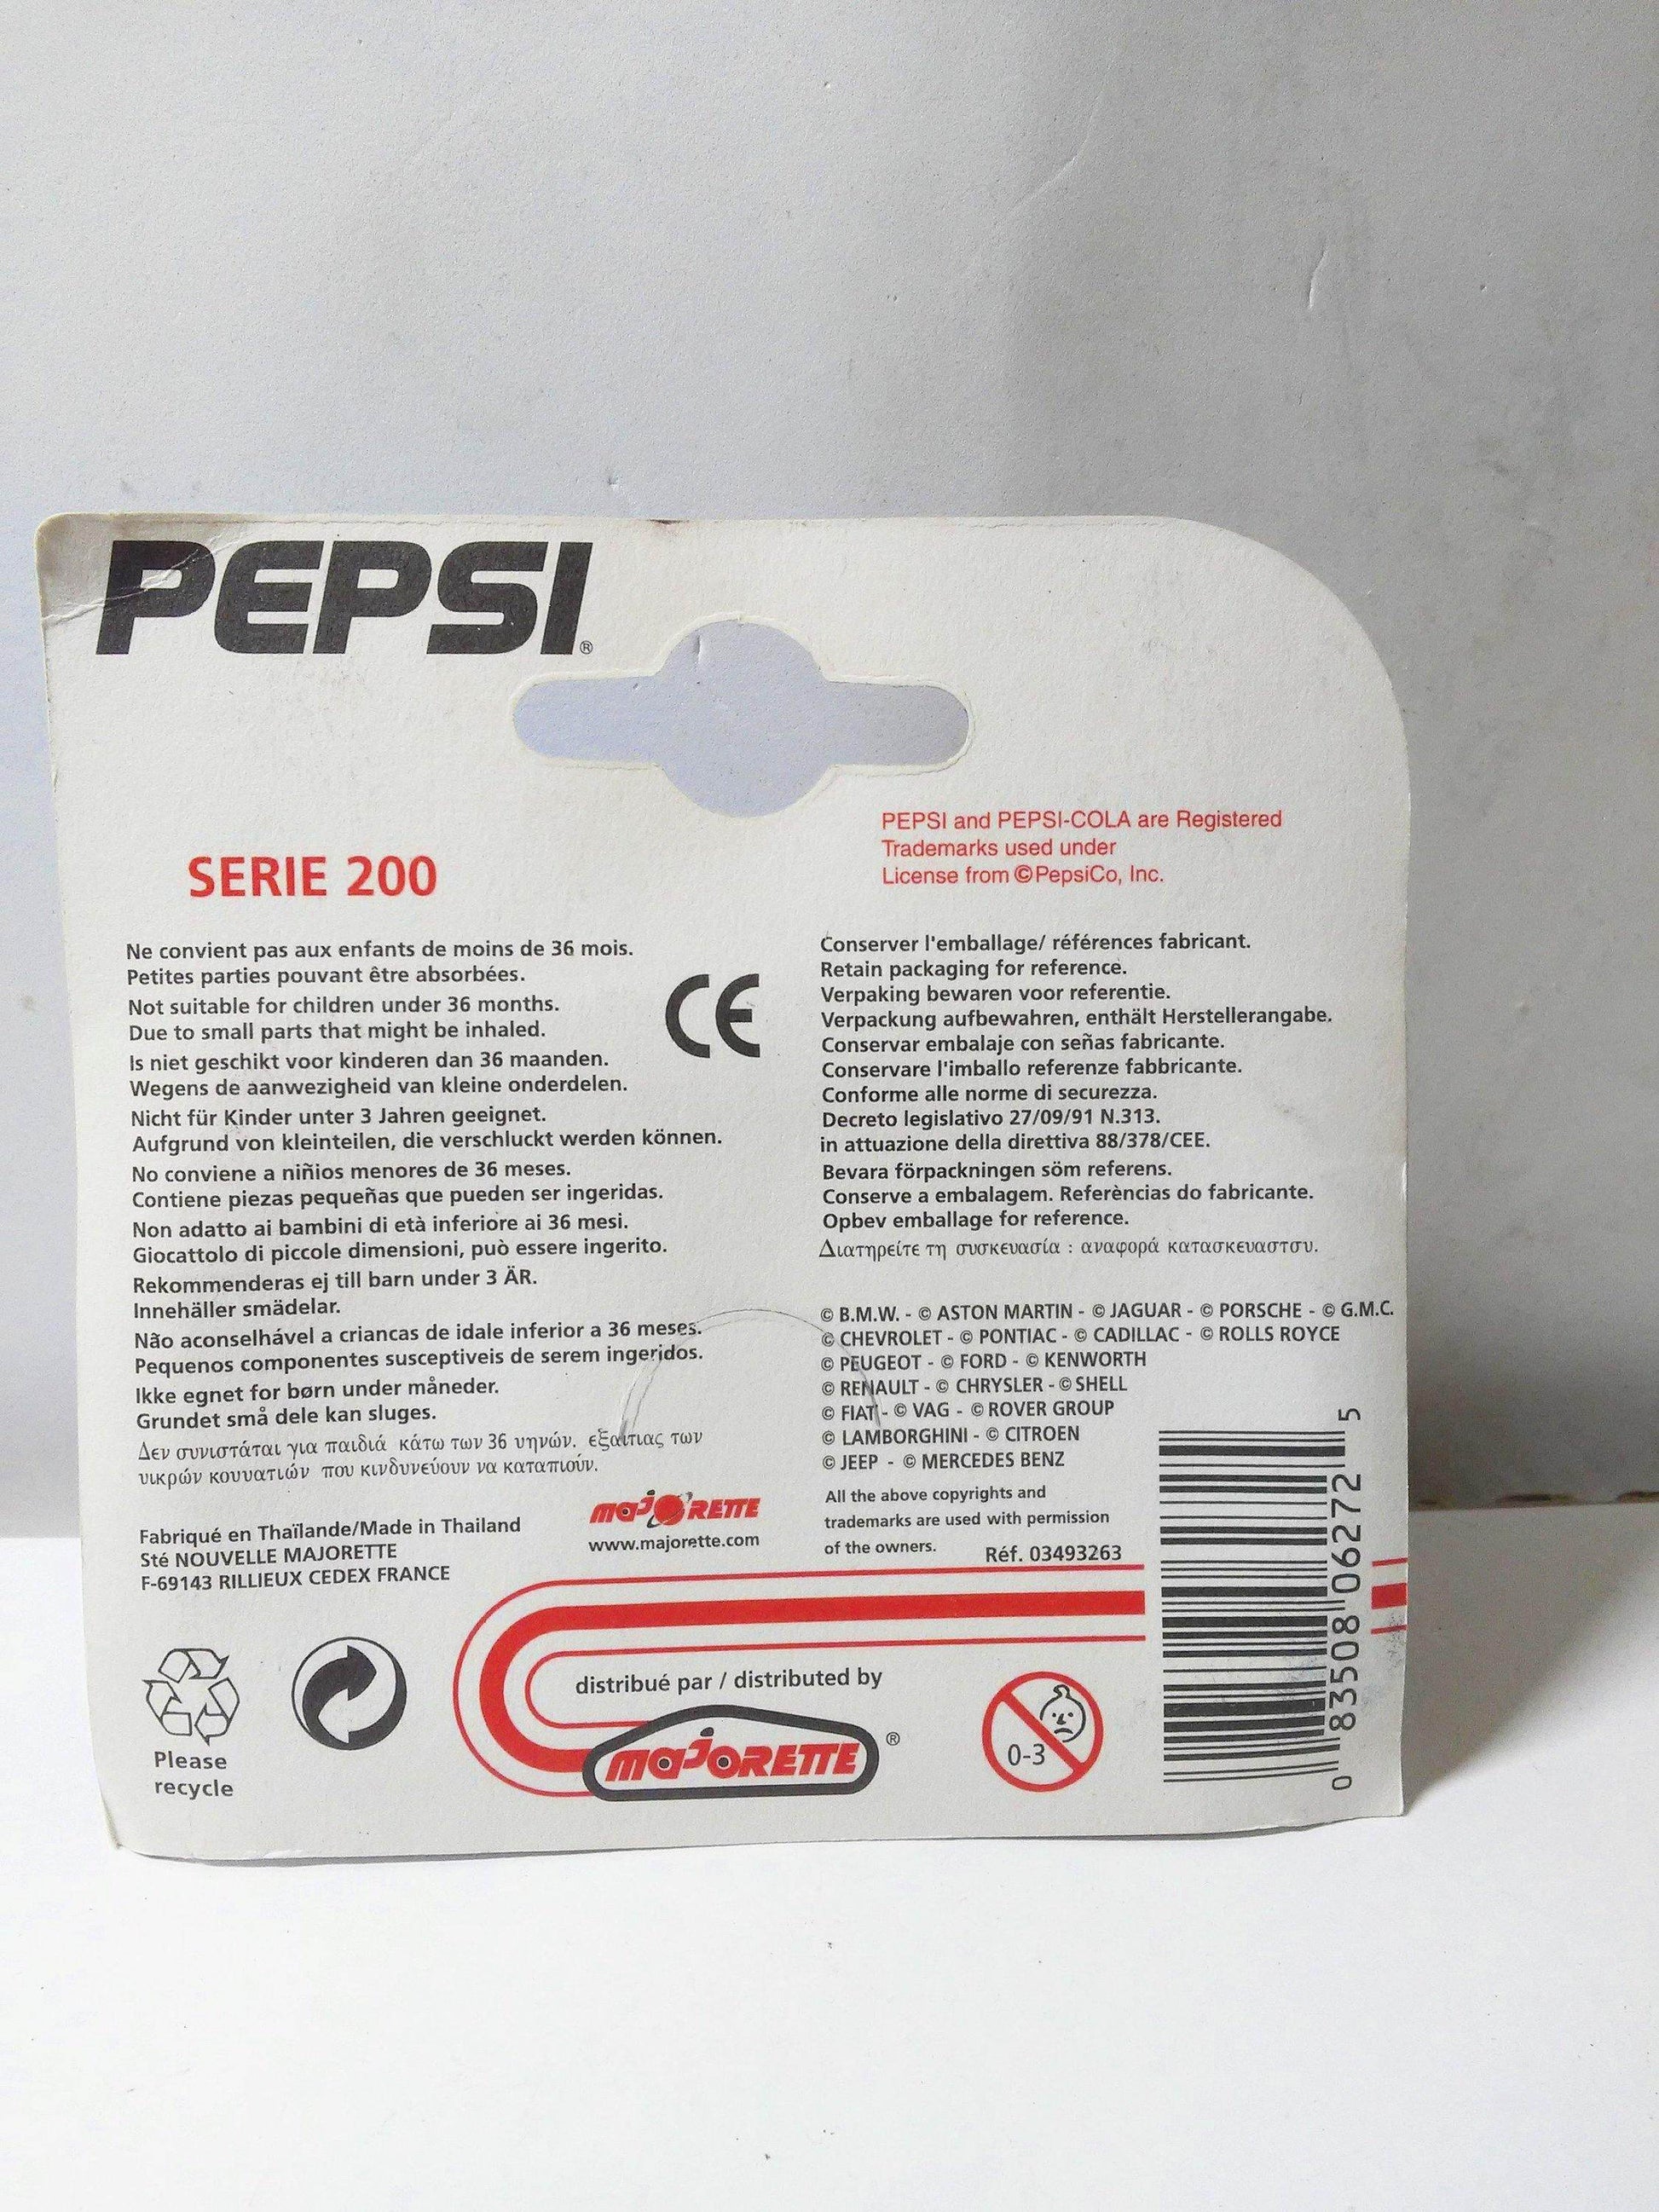 PEPSI®
SERIE 200
PEPSI and PEPSI-COLA are Registered
Trademarks used under
License from ©PepsiCo, Inc.
Ne convient pas aux enfants de moins de 36 mois.
Petites parties pouvant être absorbées.
Not suitable for children under 36 months.
Due to small parts that might be inhaled.
Is niet geschikt voor kinderen dan 36 maanden.
Wegens de aanwezigheid van kleine onderdelen.
Nicht für Kinder unter 3 Jahren geeignet.
Aufgrund von kleinteilen, die verschluckt werden können.
No conviene a niñios menores de 36 meses.
Contiene piezas pequeñas que pueden ser ingeridas.
Non adatto ai bambini di età inferiore ai 36 mesi.
Giocattolo di piccole dimensioni, può essere ingerito.
Rekommenderas ej till barn under 3 ÄR.
Innehäller smädelar.
Não aconselhável a criancas de idale inferior a 36 meses.
Pequenos componentes susceptiveis de serem ingeridos.
Ikke egnet for børn under måneder.
Grundet små dele kan sluges.
Δεν συνιστάται για παιδιά κάτω των 36 υηνών. εξαίτιας των
υικρών κουυατιών που κινδυνεύουν να καταπιούν.
CE
Conserver l'emballage/ références fabricant.
Retain packaging for reference.
Verpaking bewaren voor referentie.
Verpackung aufbewahren, enthält Herstellerangabe.
Conservar embalaje con señas fabricante.
Conservare l'imballo referenze fabbricante.
Conforme alle norme di securezza.
Decreto legislativo 27/09/91 N.313.
in attuazione della direttiva 88/378/CEE.
Bevara förpackningen söm referens.
Conserve a embalagem. Referèncias do fabricante.
Opbev emballage for reference.
Διατηρείτε τη συσκευασία : αναφορά κατασκευαστσυ.
© B.M.W. - © ASTON MARTIN - © JAGUAR - © PORSCHE - © G.M.C.
© CHEVROLET - © PONTIAC - © CADILLAC - © ROLLS ROYCE
© PEUGEOT - © FORD - © KENWORTH
© RENAULT - © CHRYSLER - © SHELL
© FIAT - © VAG - © ROVER GROUP
© LAMBORGHINI - © CITROEN
© JEEP - © MERCEDES BENZ
All the above copyrights and
trademarks are used with permission
of the owners.
Réf. 03493263
Fabriqué en Thaïlande/Made in Thailand
Sté NOUVELLE MAJORETTE
F-69143 RILLIEUX CEDEX FRANCE
majORETTE
www.majorette.com
Please
recycle
distribué par / distributed by
majORETTE ®
0-3
0 83508 06272 5